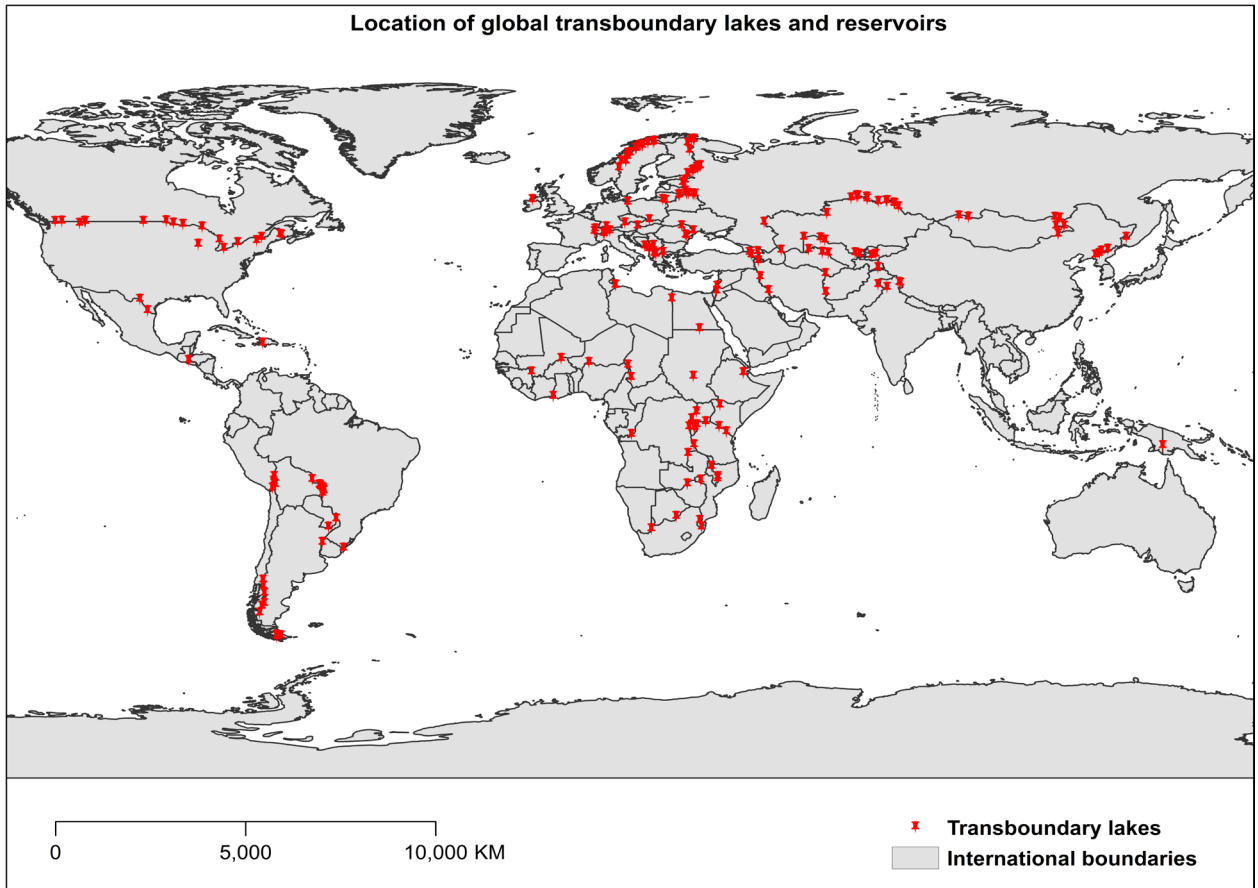 Location of global transboundary lakes and reservoirs
0 5,000 10,000 KM
Transboundary lakes
International boundaries